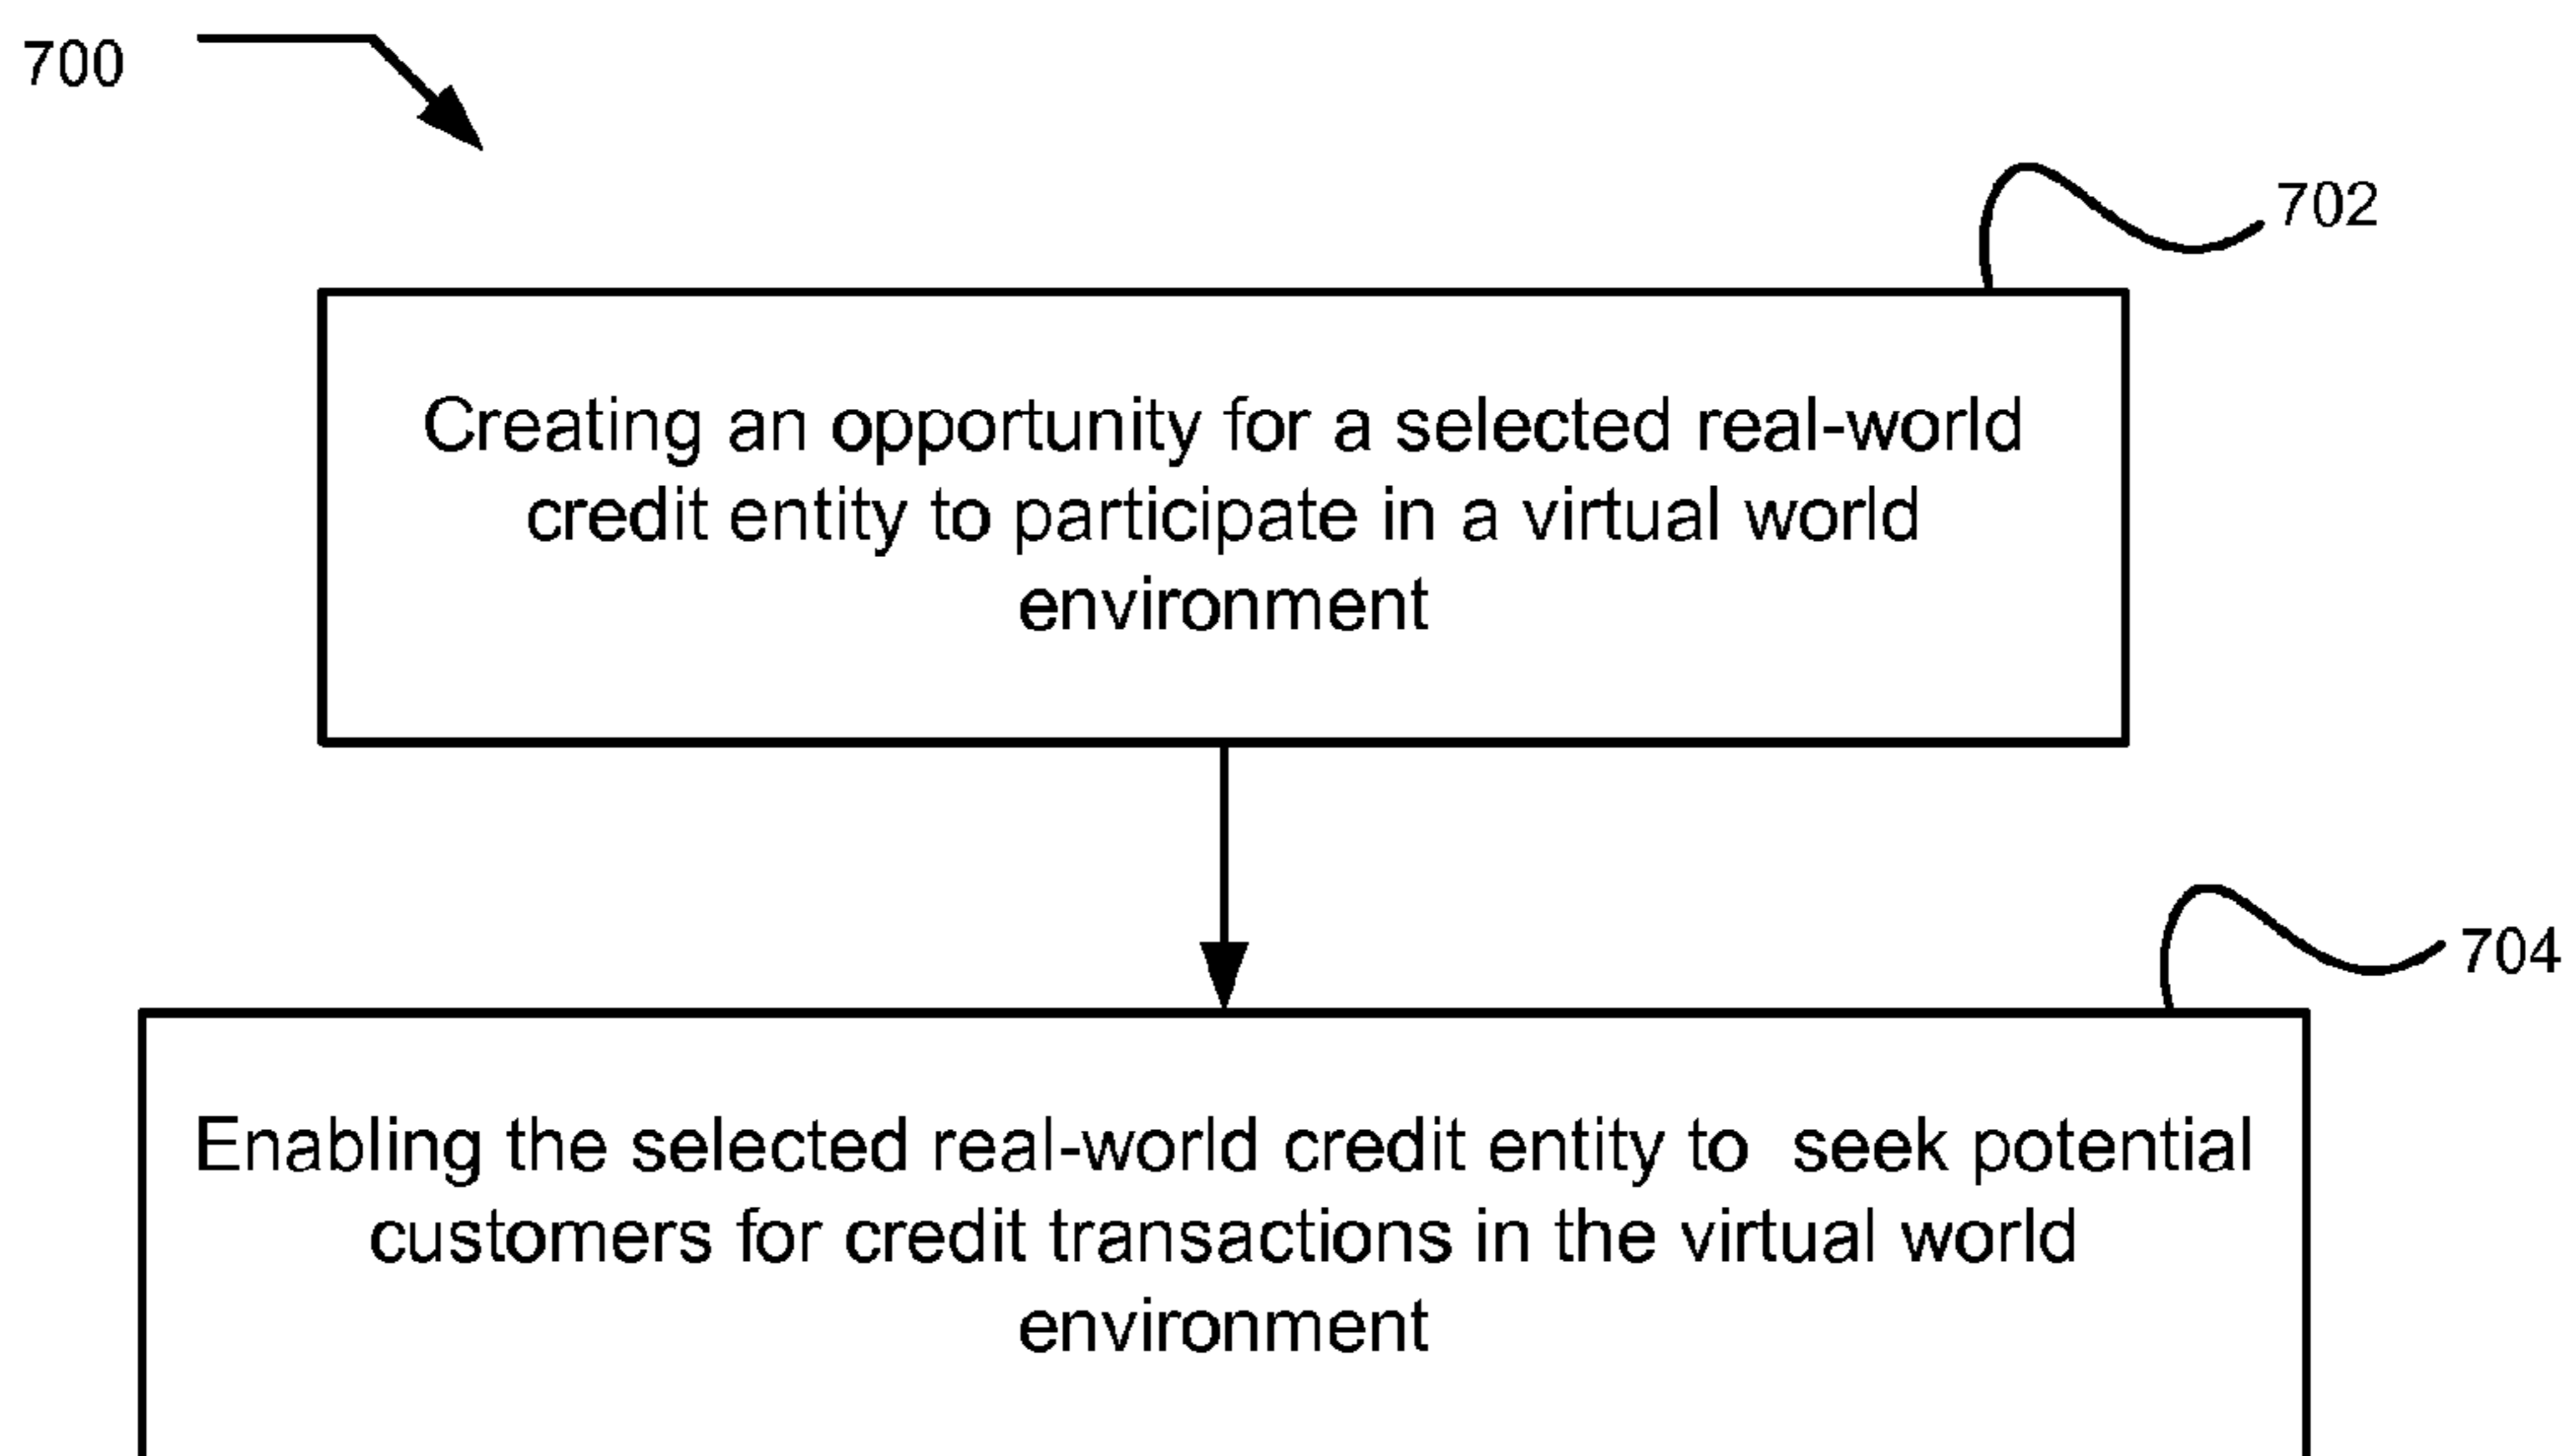 700
702
Creating an opportunity for a selected real-world
credit entity to participate in a virtual world
environment
704
Enabling the selected real-world credit entity to  seek potential
customers for credit transactions in the virtual world
environment